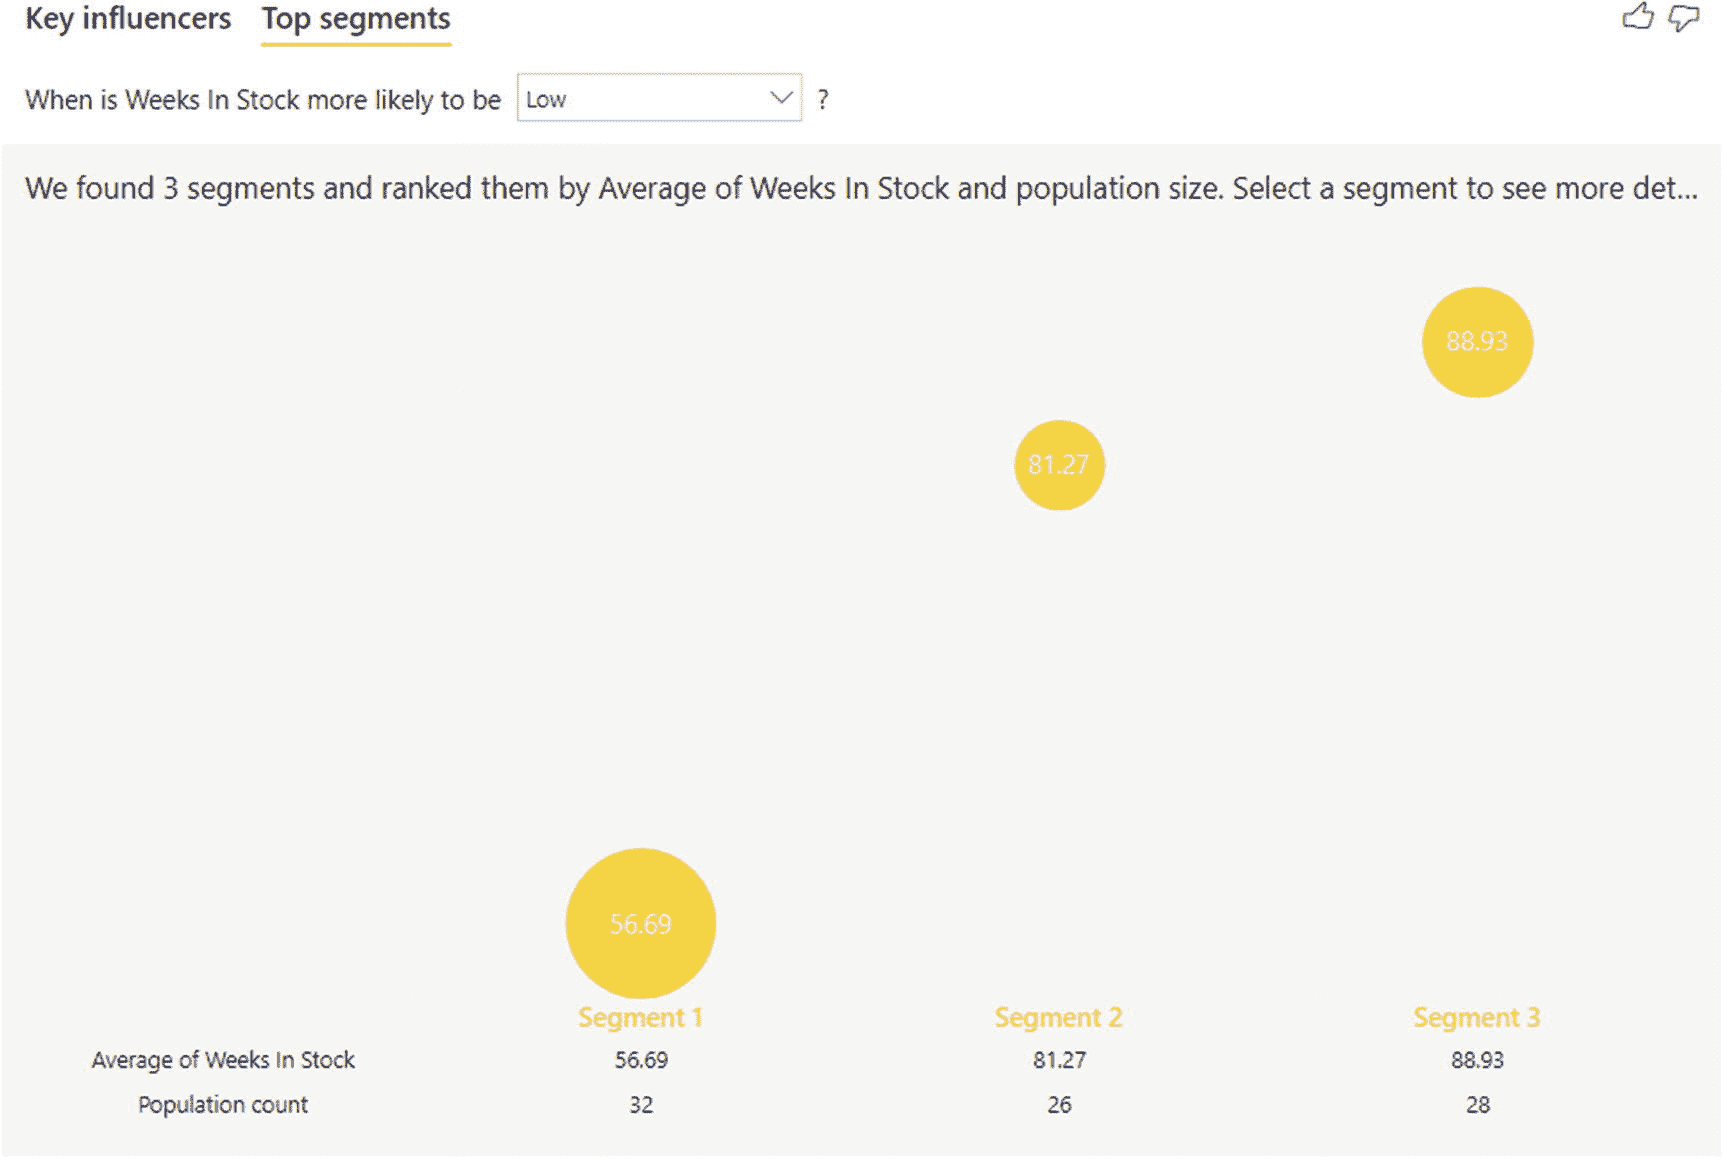 Key influencers Top segments
When is Weeks In Stock more likely to be Low ?
We found 3 segments and ranked them by Average of Weeks In Stock and population size. Select a segment to see more det...
88.93
81.27
56.69
Segment 1 Segment 2 Segment 3
Average of Weeks In Stock 56.69 81.27 88.93
Population count 32 26 28